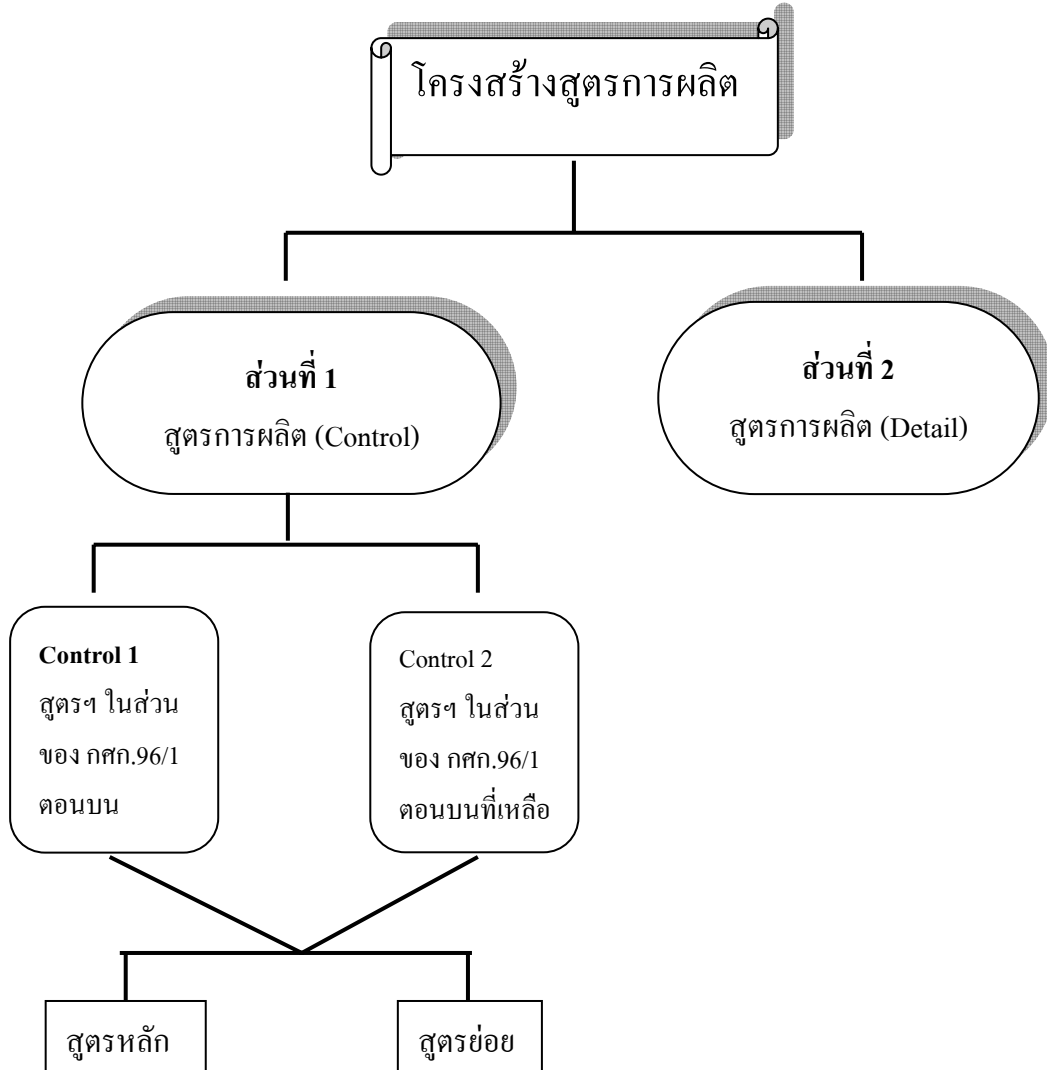 โครงสร้างสูตรการผลิต
ส่วนที่ 1
สูตรการผลิต (Control)
ส่วนที่ 2
สูตรการผลิต (Detail)
Control 1
สูตรฯ ในส่วน
ของ กศก.96/1
ตอนบน
Control 2
สูตรฯ ในส่วน
ของ กศก.96/1
ตอนบนที่เหลือ
สูตรหลัก
สูตรย่อย